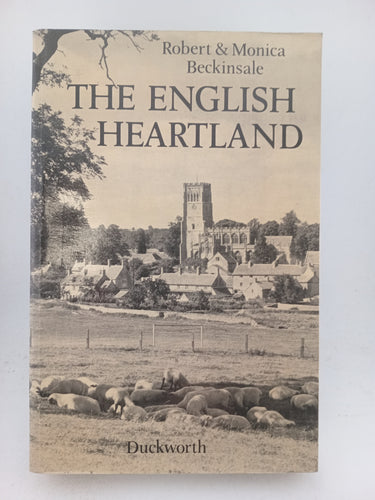 Robert & Monica
Beckinsale
THE ENGLISH
HEARTLAND
Duckworth